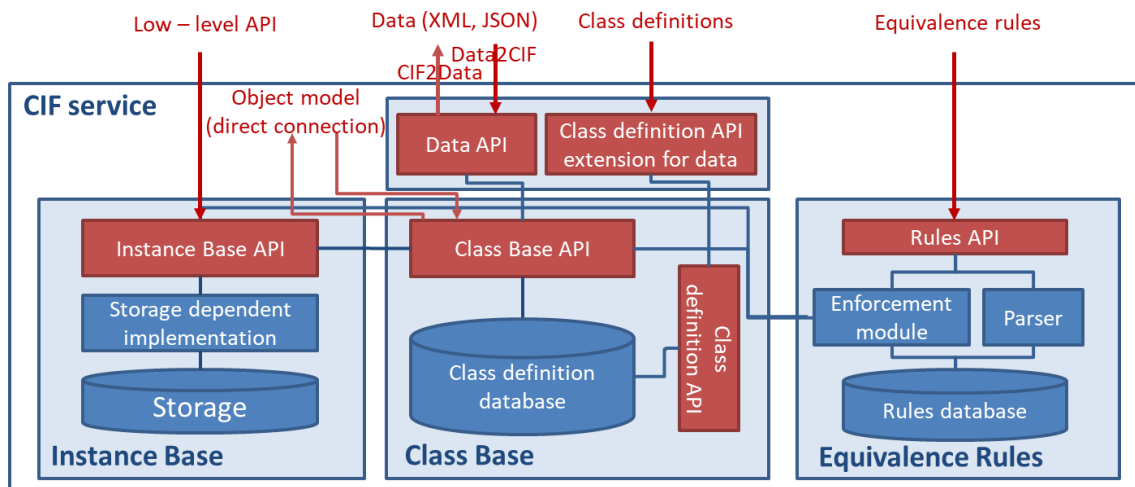 Low – level API
Data (XML, JSON)
Class definitions
Equivalence rules
Data2CIF
CIF2Data
CIF service
Object model
(direct connection)
Data API
Class definition API
extension for data
Instance Base API
Class Base API
Rules API
Storage dependent
implementation
Class
definition API
Enforcement
module
Parser
Class definition
database
Storage
Rules database
Instance Base
Class Base
Equivalence Rules